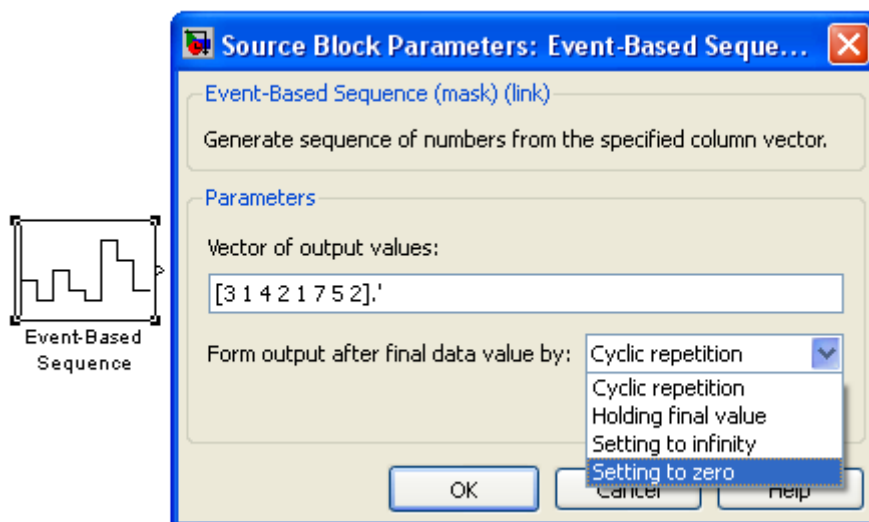 Source Block Parameters: Event-Based Seque...
Event-Based Sequence (mask) (link)
Generate sequence of numbers from the specified column vector.
Parameters
Vector of output values:
[3 1 4 2 1 7 5 2].'
Event-Based
Sequence
Form output after final data value by:
Cyclic repetition
Cyclic repetition
Holding final value
Setting to infinity
Setting to zero
OK
Cancel
Help